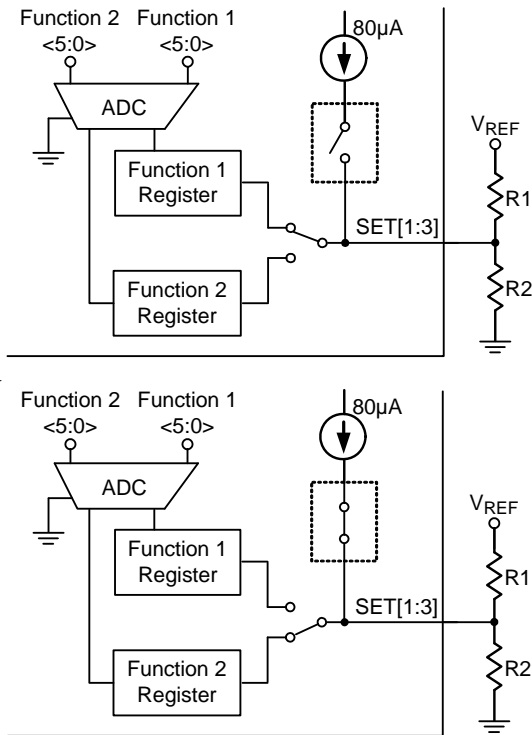 Function 2 Function 1
<5:0> <5:0>
80µA
ADC
VREF
Function 1
Register
R1
SET[1:3]
Function 2
Register
R2
Function 2 Function 1
<5:0> <5:0>
80µA
ADC
VREF
Function 1
Register
R1
SET[1:3]
Function 2
Register
R2